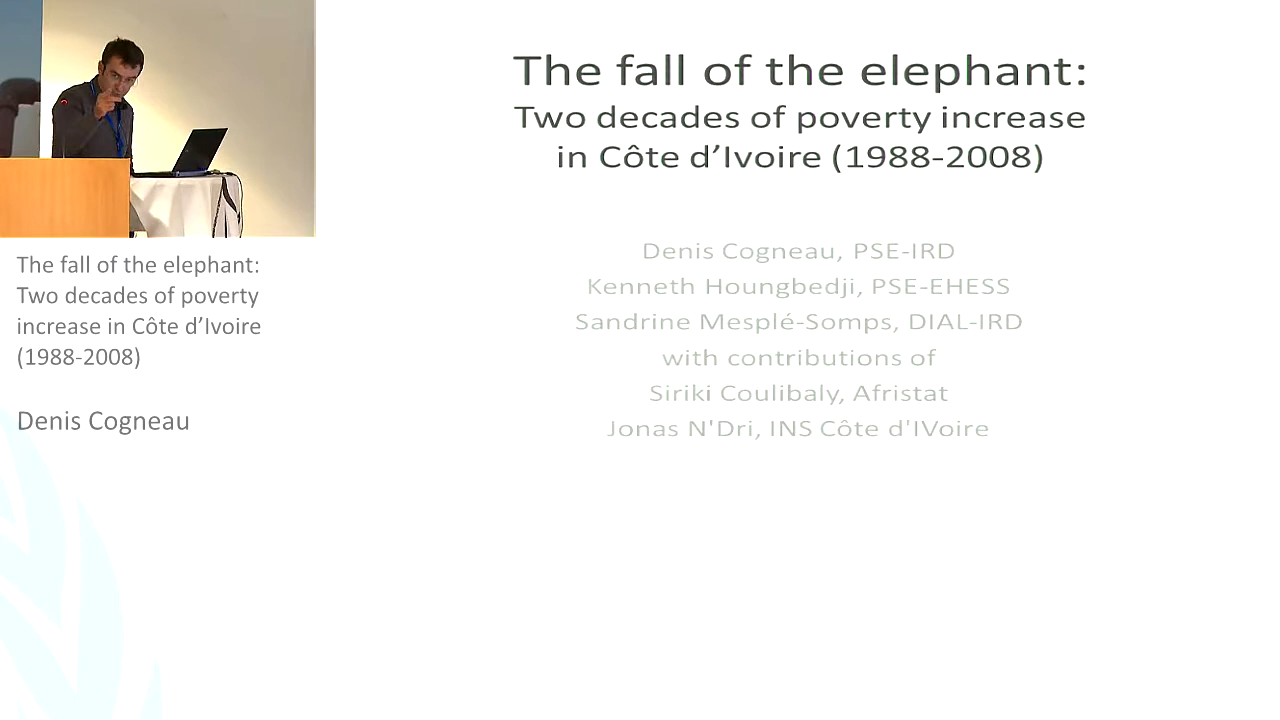 The fall of the elephant:
Two decades of poverty increase
in Côte d’Ivoire (1988-2008)
Denis Cogneau, PSE-IRD
Kenneth Houngbedji, PSE-EHESS
Sandrine Mesplé-Somps, DIAL-IRD
with contributions of
Siriki Coulibaly, Afristat
Jonas N'Dri, INS Côte d'IVoire
The fall of the elephant:
Two decades of poverty
increase in Côte d’Ivoire
(1988-2008)
Denis Cogneau